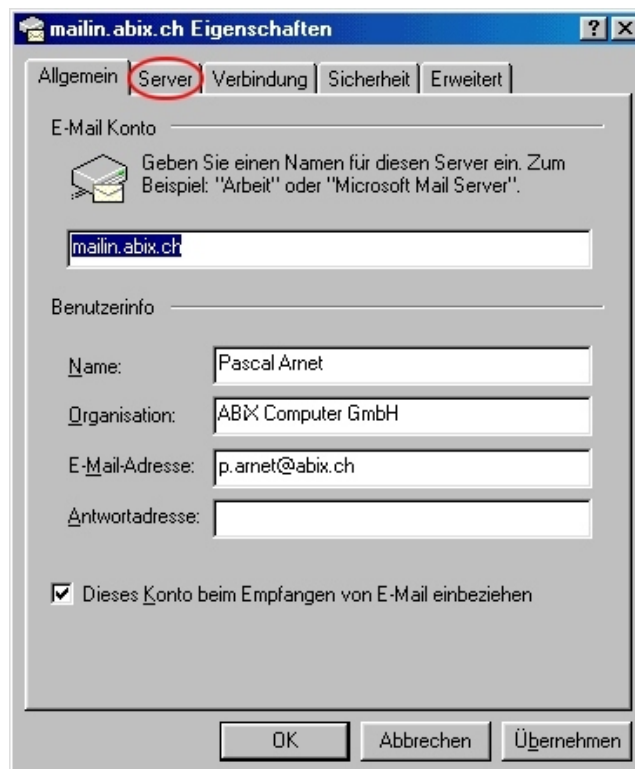 mailin.abix.ch Eigenschaften
Allgemein Server Verbindung Sicherheit Erweitert
E-Mail Konto
Geben Sie einen Namen für diesen Server ein. Zum
Beispiel: "Arbeit" oder "Microsoft Mail Server".
mailin.abix.ch
Benutzerinfo
Name: Pascal Arnet
Organisation: ABiX Computer GmbH
E-Mail-Adresse: p.arnet@abix.ch
Antwortadresse:
Dieses Konto beim Empfangen von E-Mail einbeziehen
OK Abbrechen Übernehmen